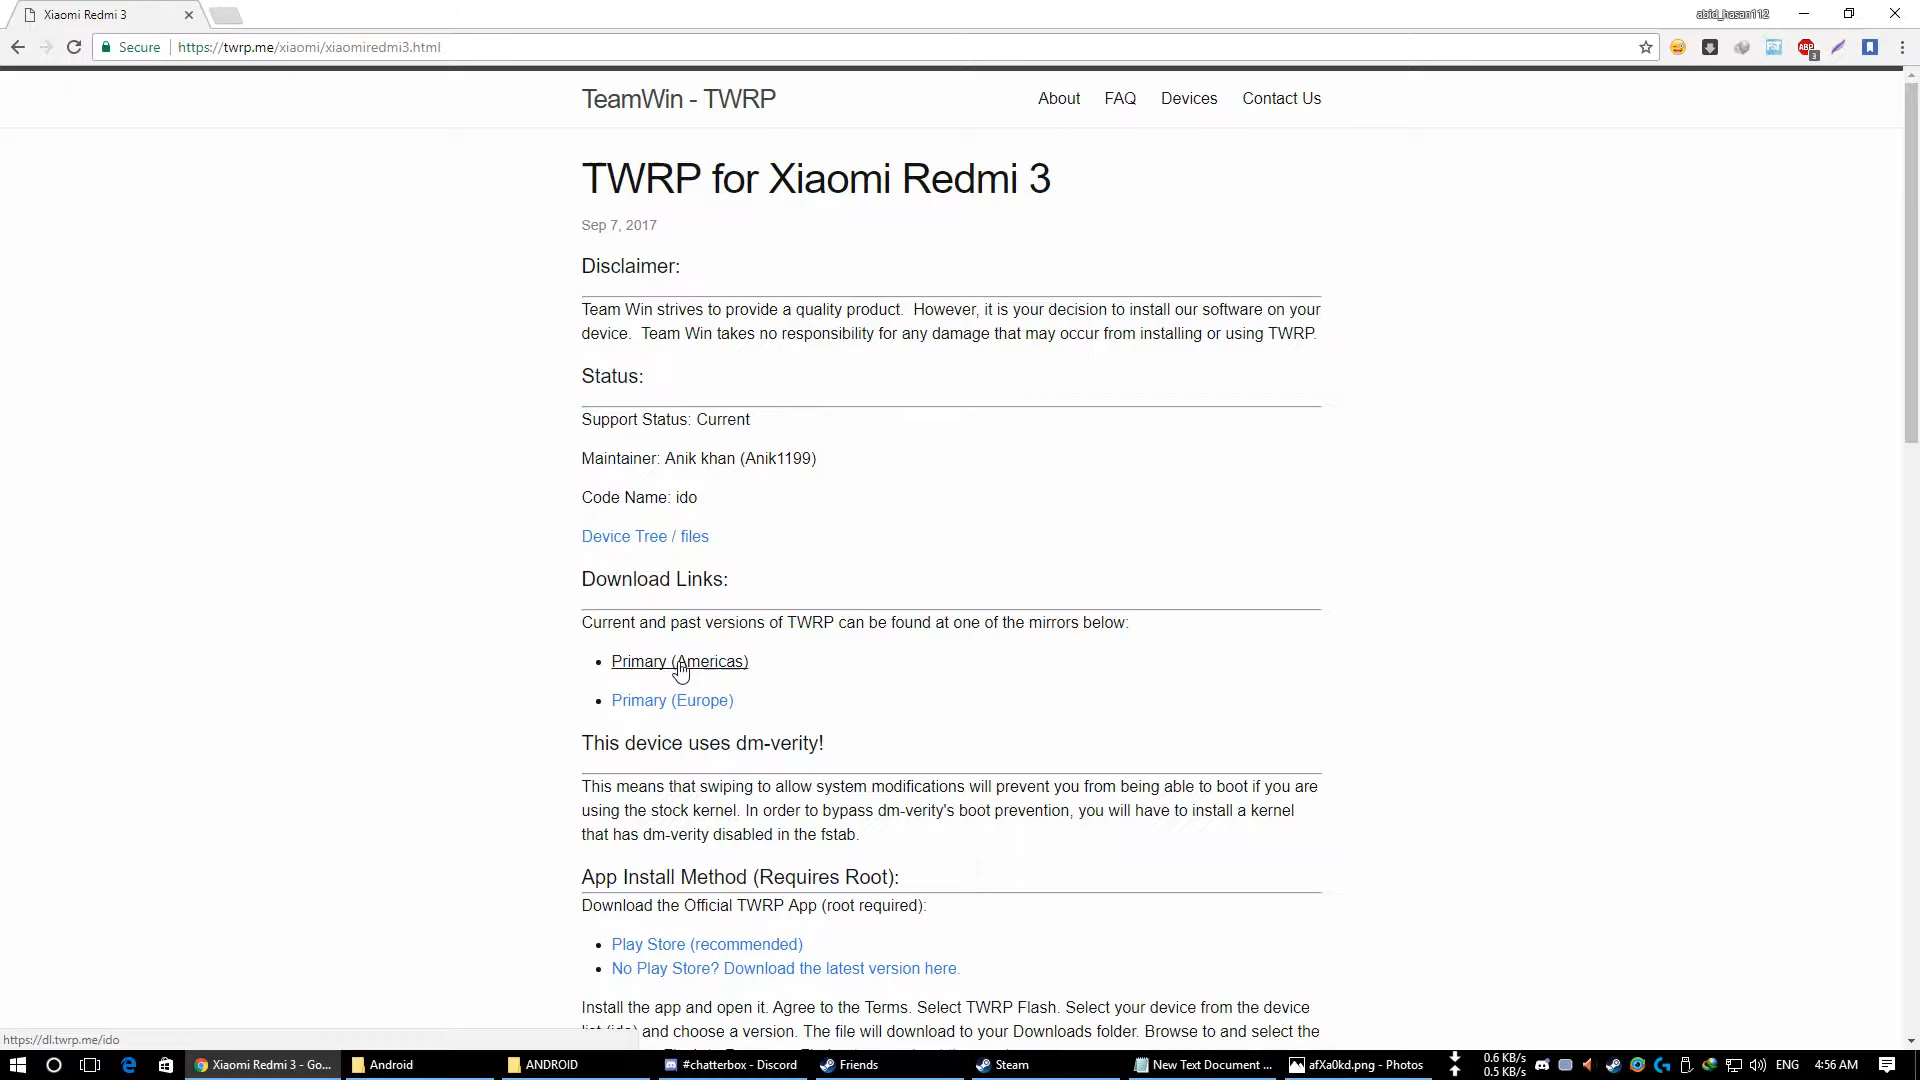 Xiaomi Redmi 3
abid_hasan112
Secure
https://twrp.me/xiaomi/xiaomiredmi3.html
ABP
3
TeamWin - TWRP
About
FAQ
Devices
Contact Us
TWRP for Xiaomi Redmi 3
Sep 7, 2017
Disclaimer:
Team Win strives to provide a quality product. However, it is your decision to install our software on your
device. Team Win takes no responsibility for any damage that may occur from installing or using TWRP.
Status:
Support Status: Current
Maintainer: Anik khan (Anik1199)
Code Name: ido
Device Tree / files
Download Links:
Current and past versions of TWRP can be found at one of the mirrors below:
Primary (Americas)
Primary (Europe)
This device uses dm-verity!
This means that swiping to allow system modifications will prevent you from being able to boot if you are
using the stock kernel. In order to bypass dm-verity's boot prevention, you will have to install a kernel
that has dm-verity disabled in the fstab.
App Install Method (Requires Root):
Download the Official TWRP App (root required):
Play Store (recommended)
No Play Store? Download the latest version here.
Install the app and open it. Agree to the Terms. Select TWRP Flash. Select your device from the device
and choose a version. The file will download to your Downloads folder. Browse to and select the
https://dl.twrp.me/ido
Xiaomi Redmi 3 - Go...
Android
ANDROID
#chatterbox - Discord
Friends
Steam
New Text Document ...
afXa0kd.png - Photos
0.6 KB/s
0.5 KB/s
ENG
4:56 AM